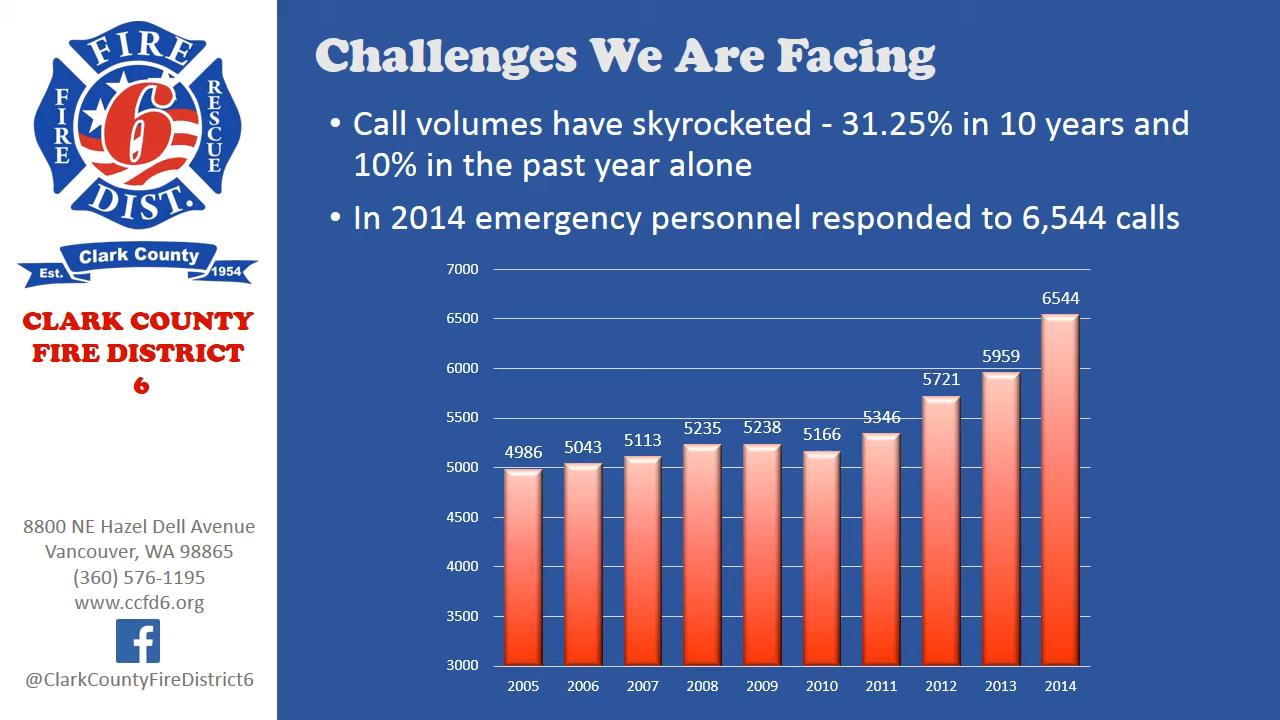 FIRE
FIRE
RESCUE
6
DIST.
Clark County
Est.
1954
CLARK COUNTY
FIRE DISTRICT
6
8800 NE Hazel Dell Avenue
Vancouver, WA 98865
(360) 576-1195
www.ccfd6.org
f
@ClarkCountyFireDistrict6
Challenges We Are Facing
• Call volumes have skyrocketed - 31.25% in 10 years and
10% in the past year alone
• In 2014 emergency personnel responded to 6,544 calls
7000
6500
6000
5500
5000
4500
4000
3500
3000
4986
5043
5113
5235
5238
5166
5346
5721
5959
6544
2005 2006 2007 2008 2009 2010 2011 2012 2013 2014